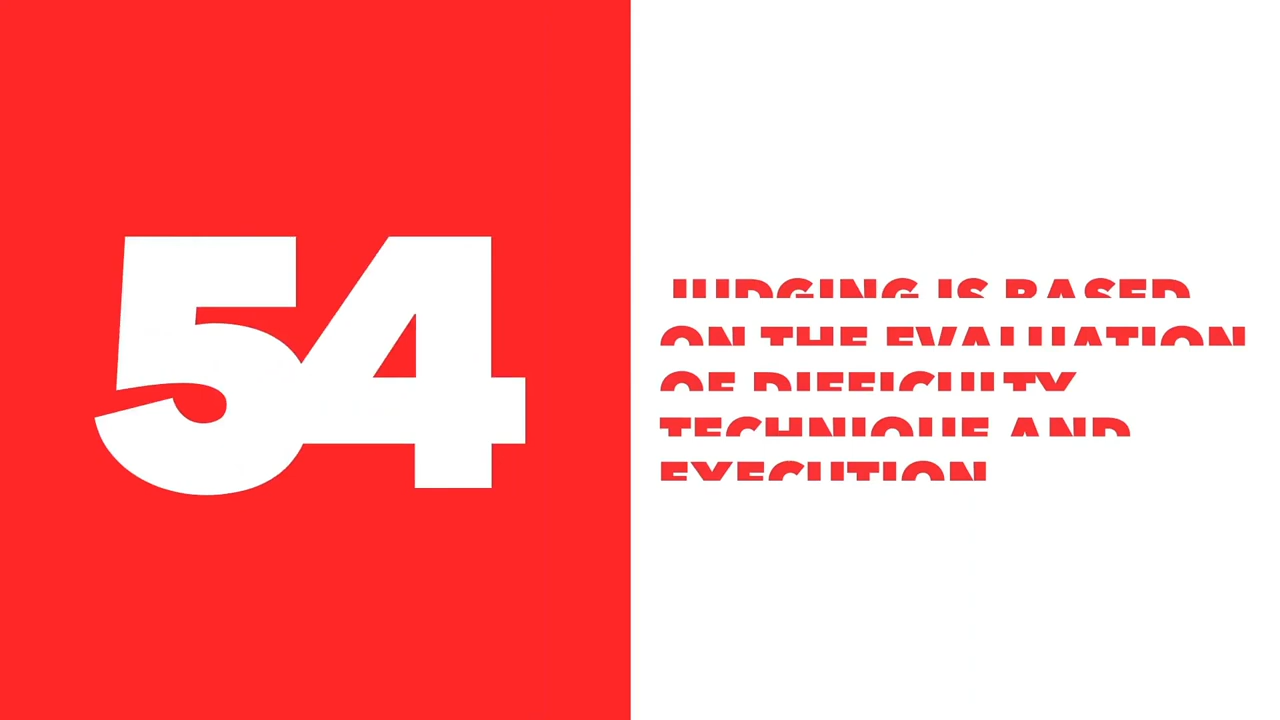 54
JUDGING IS BASED
ON THE EVALUATION
OF DIFFICULTY
TECHNIQUE AND
EXECUTION